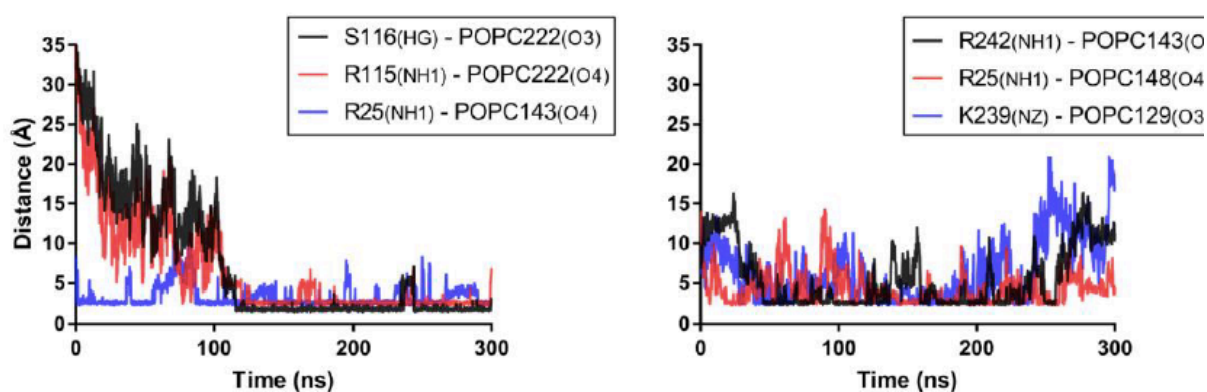 S116(HG) - POPC222(O3)
R115(NH1) - POPC222(O4)
R25(NH1) - POPC143(O4)
35
30
25
20
15
10
5
0
Distance (Å)
0 100 200 300
Time (ns)
R242(NH1) - POPC143(O
R25(NH1) - POPC148(O4
K239(NZ) - POPC129(O3
35
30
25
20
15
10
5
0
0 100 200 300
Time (ns)